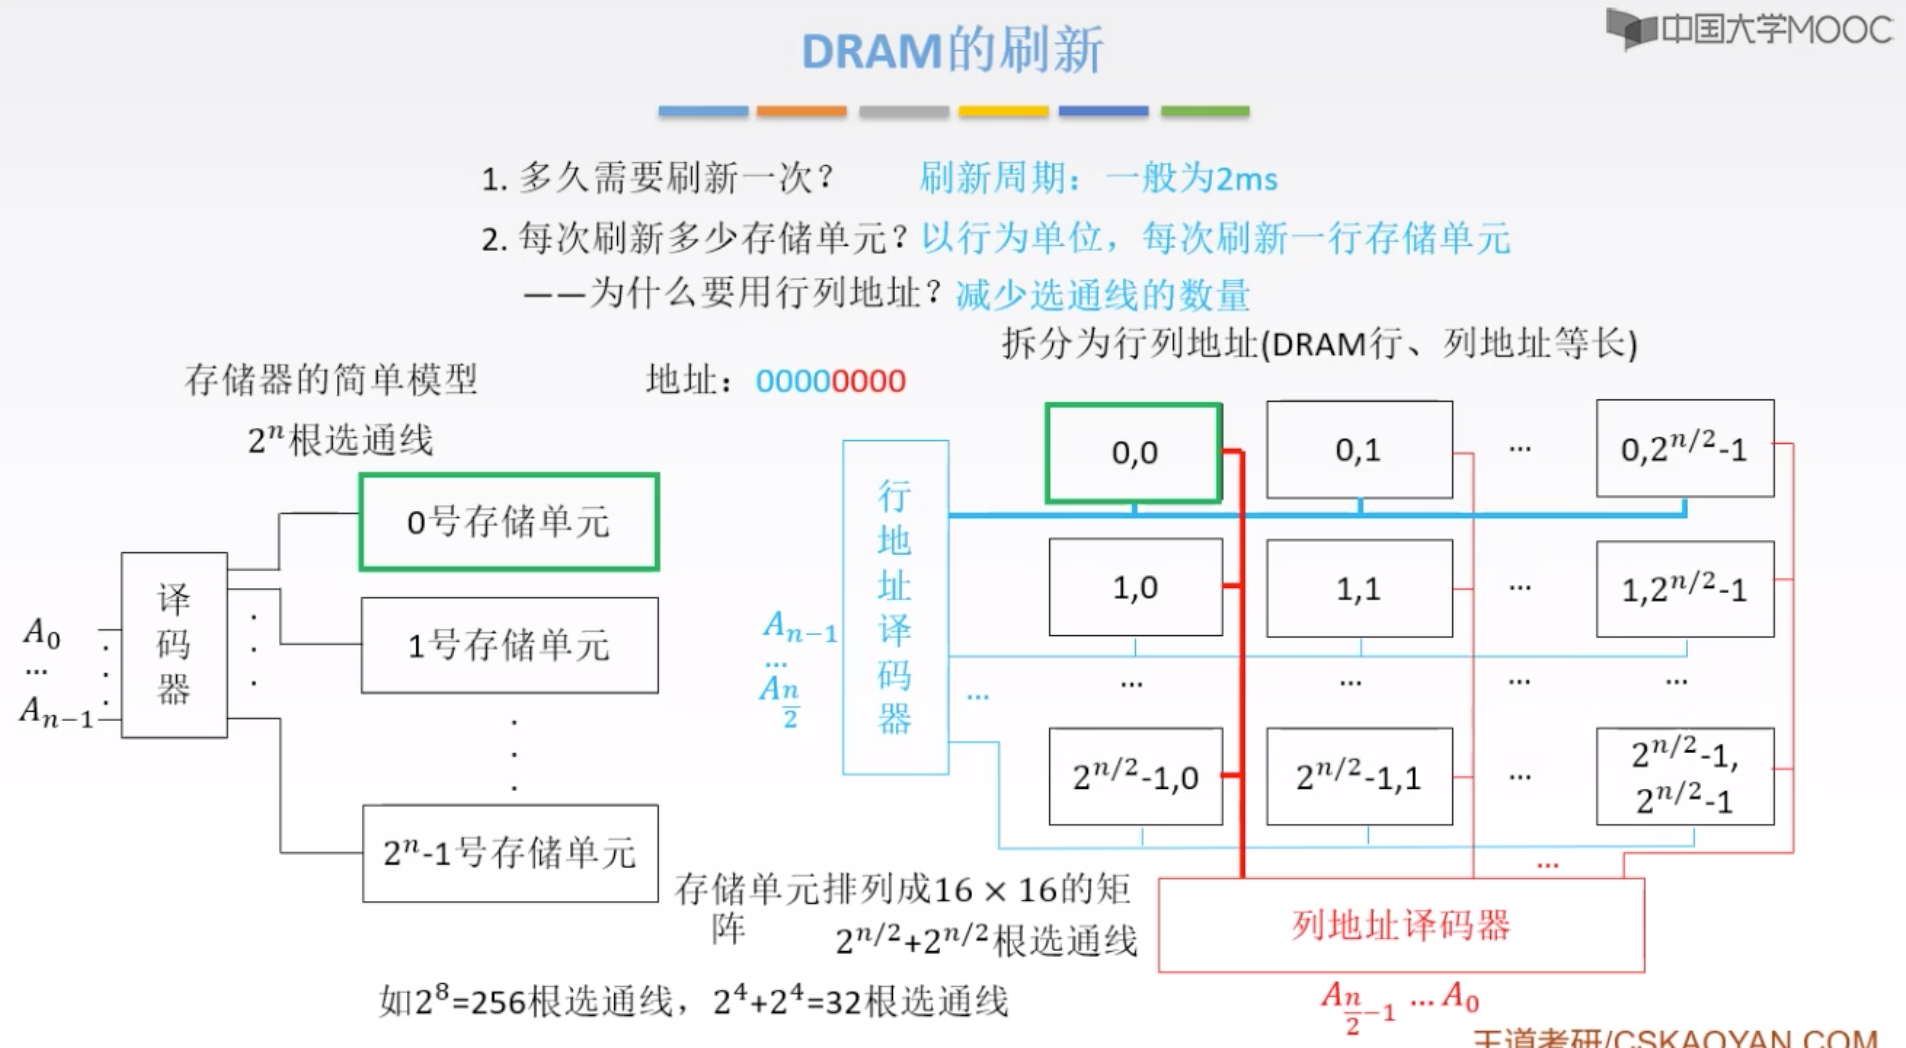 中国大学MOOC
DRAM的刷新
1. 多久需要刷新一次？ 刷新周期：一般为2ms
2. 每次刷新多少存储单元？以行为单位，每次刷新一行存储单元
——为什么要用行列地址？减少选通线的数量
拆分为行列地址(DRAM行、列地址等长)
存储器的简单模型 地址：00000000
2ⁿ根选通线
译码器
A₀
...
Aₙ₋₁
0号存储单元
1号存储单元
2ⁿ-1号存储单元
行地址译码器
Aₙ₋₁
...
A_{n/2}
...
0,0 0,1 ... 0,2^{n/2}-1
1,0 1,1 ... 1,2^{n/2}-1
... ... ... ...
2^{n/2}-1,0 2^{n/2}-1,1 ... 2^{n/2}-1,
2^{n/2}-1
...
列地址译码器
A_{n/2-1} ... A₀
存储单元排列成16 × 16的矩
阵
2^{n/2}+2^{n/2}根选通线
如2⁸=256根选通线，2⁴+2⁴=32根选通线
王道考研/CSKAOYAN.COM